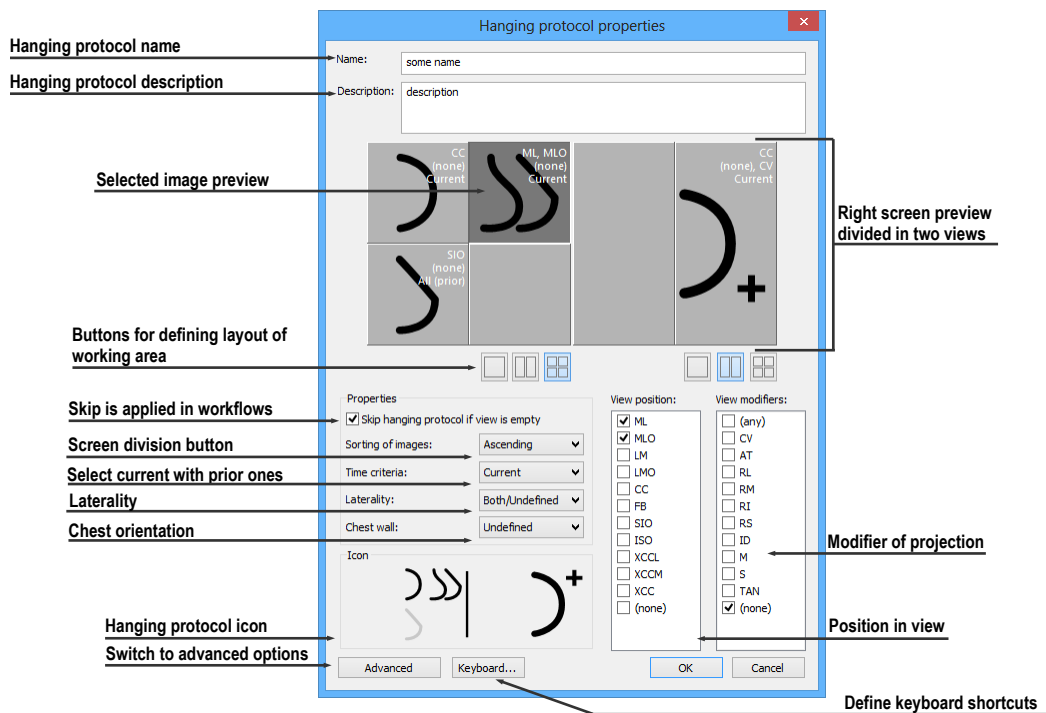 Hanging protocol properties
Hanging protocol name
Name:
some name
Hanging protocol description
Description:
description
CC
(none)
Current
ML, MLO
(none)
Current
CC
(none), CV
Current
Selected image preview
Right screen preview
divided in two views
SIO
(none)
All (prior)
Buttons for defining layout of
working area
Properties
Skip is applied in workflows
Skip hanging protocol if view is empty
Screen division button
Sorting of images:
Ascending
Select current with prior ones
Time criteria:
Current
Laterality
Laterality:
Both/Undefined
Chest orientation
Chest wall:
Undefined
View position:
ML
MLO
LM
LMO
CC
FB
SIO
ISO
XCCL
XCCM
XCC
(none)
View modifiers:
(any)
CV
AT
RL
RM
RI
RS
ID
M
S
TAN
(none)
Modifier of projection
Icon
Hanging protocol icon
Position in view
Switch to advanced options
Advanced
Keyboard...
OK
Cancel
Define keyboard shortcuts